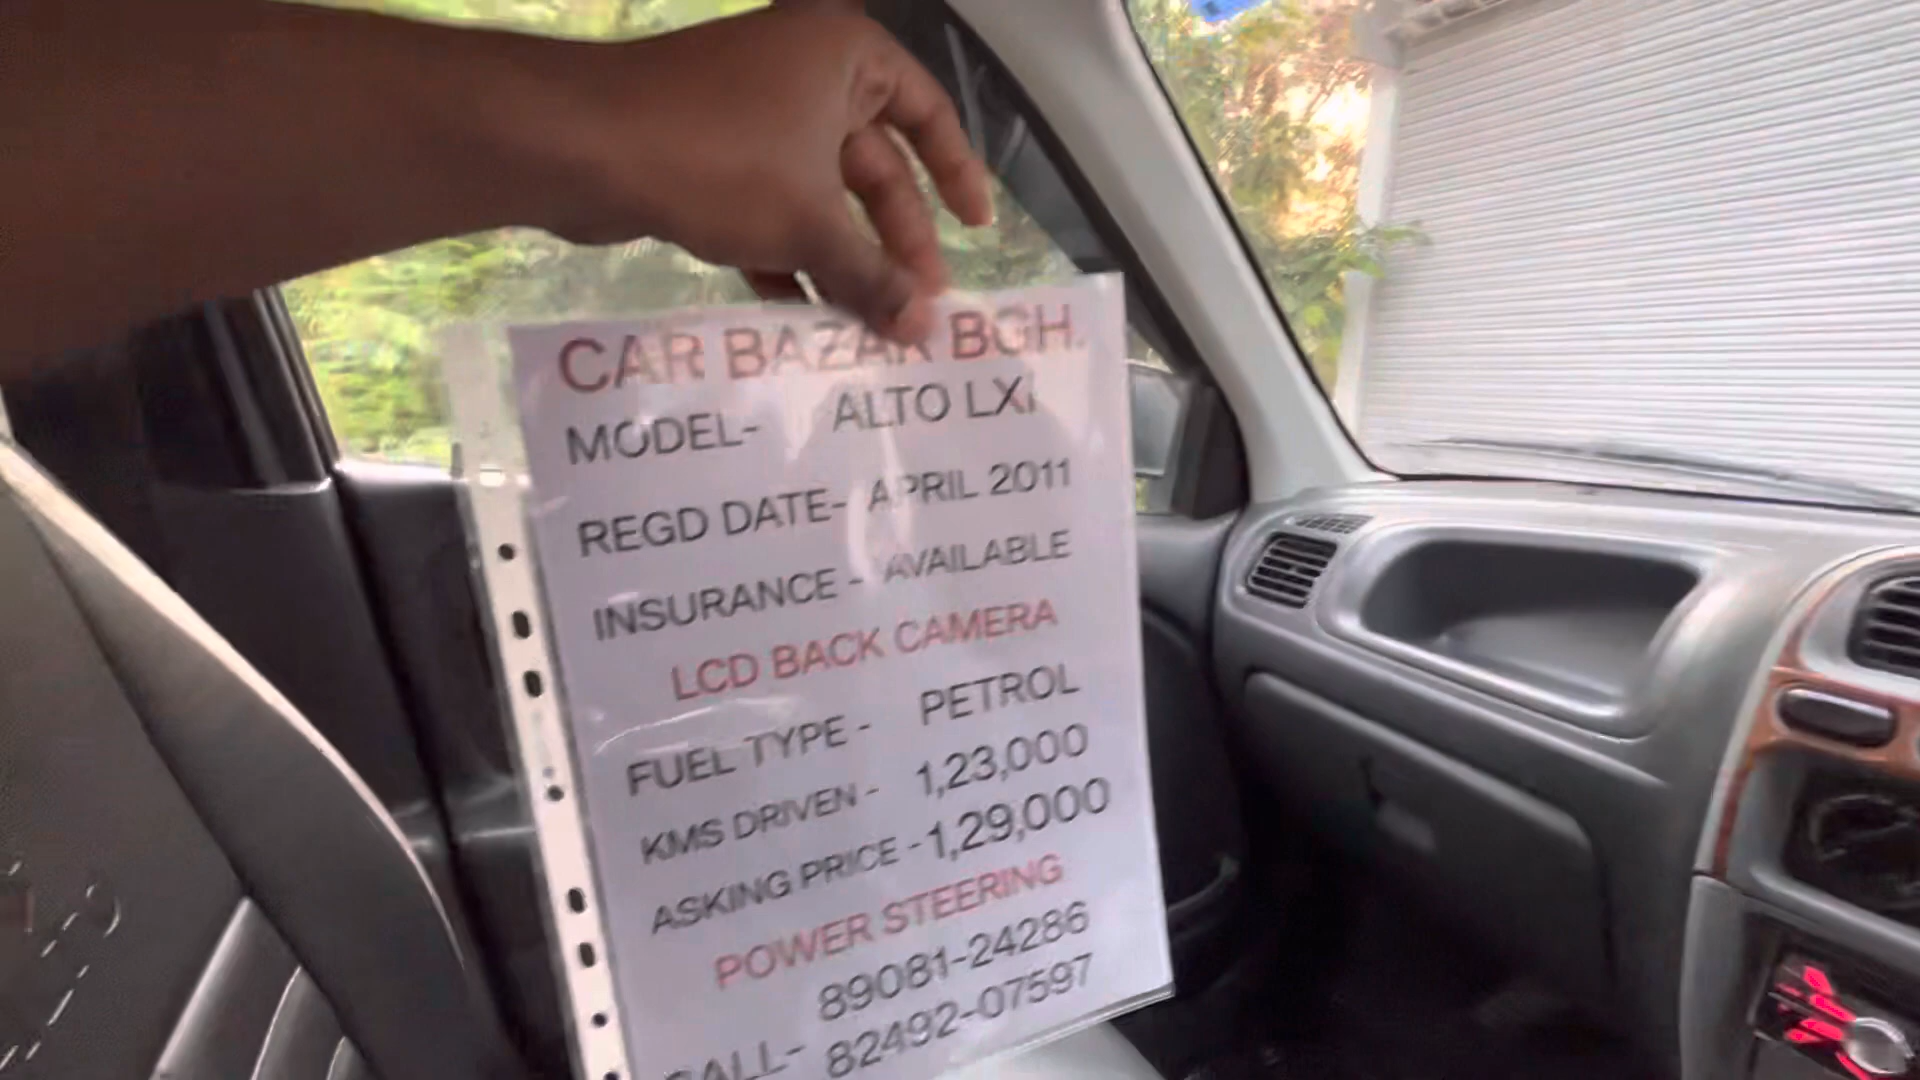 CAR BAZAR BGH.
MODEL- ALTO LXi
REGD DATE- APRIL 2011
INSURANCE - AVAILABLE
LCD BACK CAMERA
FUEL TYPE - PETROL
KMS DRIVEN - 1,23,000
ASKING PRICE -1,29,000
POWER STEERING
89081-24286
CALL- 82492-07597